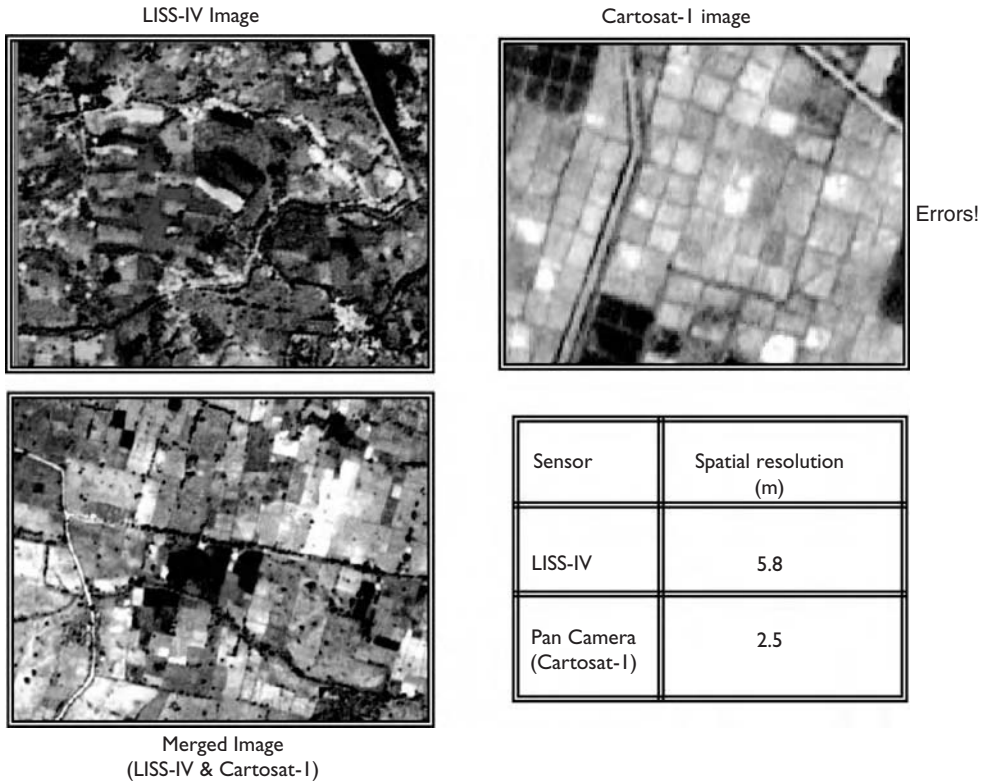 LISS-IV Image
Cartosat-1 image
Errors!
Merged Image
(LISS-IV & Cartosat-1)
Sensor
Spatial resolution
(m)
LISS-IV
5.8
Pan Camera
(Cartosat-1)
2.5